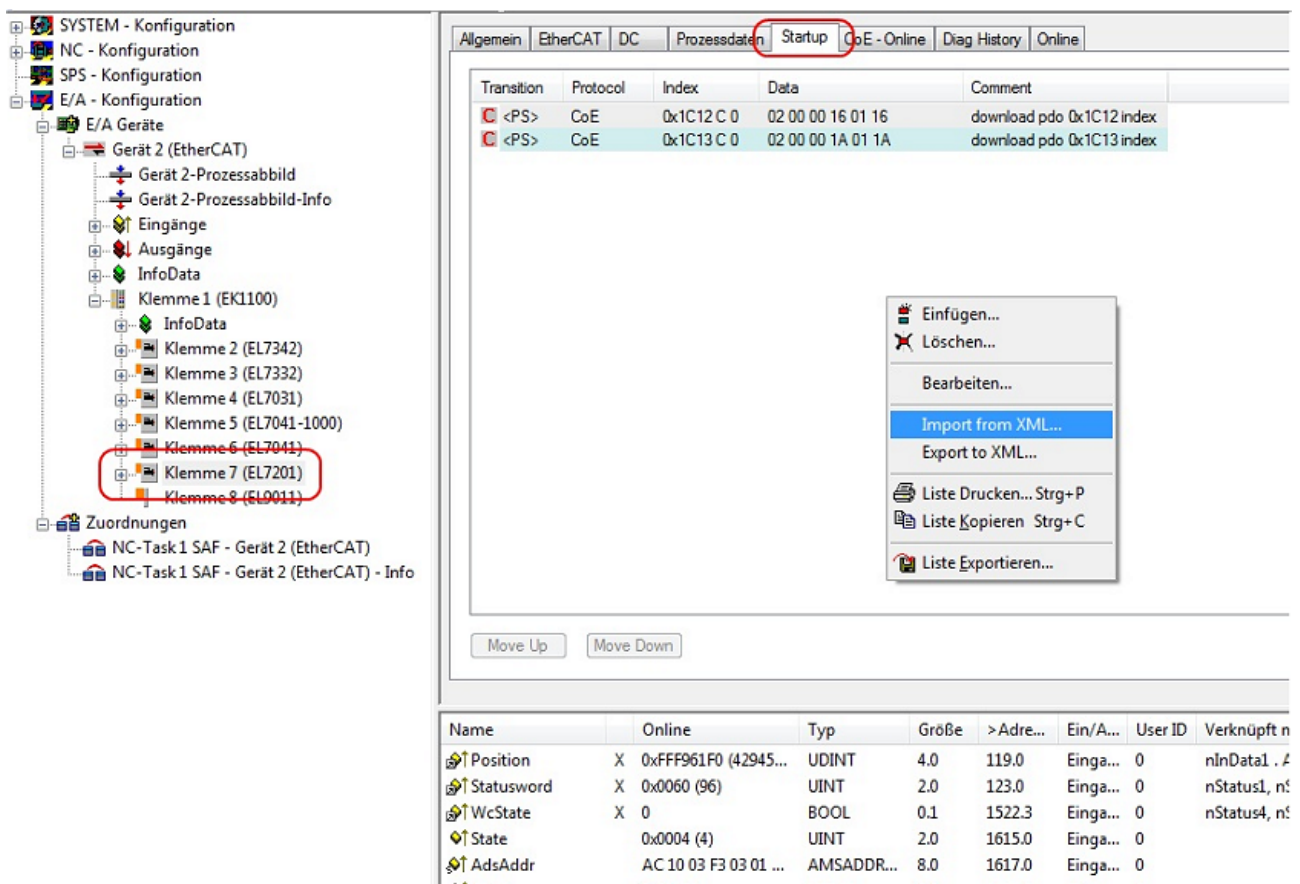 SYSTEM - Konfiguration
NC - Konfiguration
SPS - Konfiguration
E/A - Konfiguration
E/A Geräte
Gerät 2 (EtherCAT)
Gerät 2-Prozessabbild
Gerät 2-Prozessabbild-Info
Eingänge
Ausgänge
InfoData
Klemme 1 (EK1100)
InfoData
Klemme 2 (EL7342)
Klemme 3 (EL7332)
Klemme 4 (EL7031)
Klemme 5 (EL7041-1000)
Klemme 6 (EL7041)
Klemme 7 (EL7201)
Klemme 8 (EL9011)
Zuordnungen
NC-Task 1 SAF - Gerät 2 (EtherCAT)
NC-Task 1 SAF - Gerät 2 (EtherCAT) - Info
Allgemein EtherCAT DC Prozessdaten Startup CoE - Online Diag History Online
Transition Protocol Index Data Comment
C <PS> CoE 0x1C12 C 0 02 00 00 16 01 16 download pdo 0x1C12 index
C <PS> CoE 0x1C13 C 0 02 00 00 1A 01 1A download pdo 0x1C13 index
Einfügen...
Löschen...
Bearbeiten...
Import from XML...
Export to XML...
Liste Drucken... Strg+P
Liste Kopieren Strg+C
Liste Exportieren...
Move Up Move Down
Name Online Typ Größe >Adre... Ein/A... User ID Verknüpft n
Position X 0xFFF961F0 (42945... UDINT 4.0 119.0 Einga... 0 nInData1 . A
Statusword X 0x0060 (96) UINT 2.0 123.0 Einga... 0 nStatus1, nS
WcState X 0 BOOL 0.1 1522.3 Einga... 0 nStatus4, nS
State 0x0004 (4) UINT 2.0 1615.0 Einga... 0
AdsAddr AC 10 03 F3 03 01 ... AMSADDR... 8.0 1617.0 Einga... 0